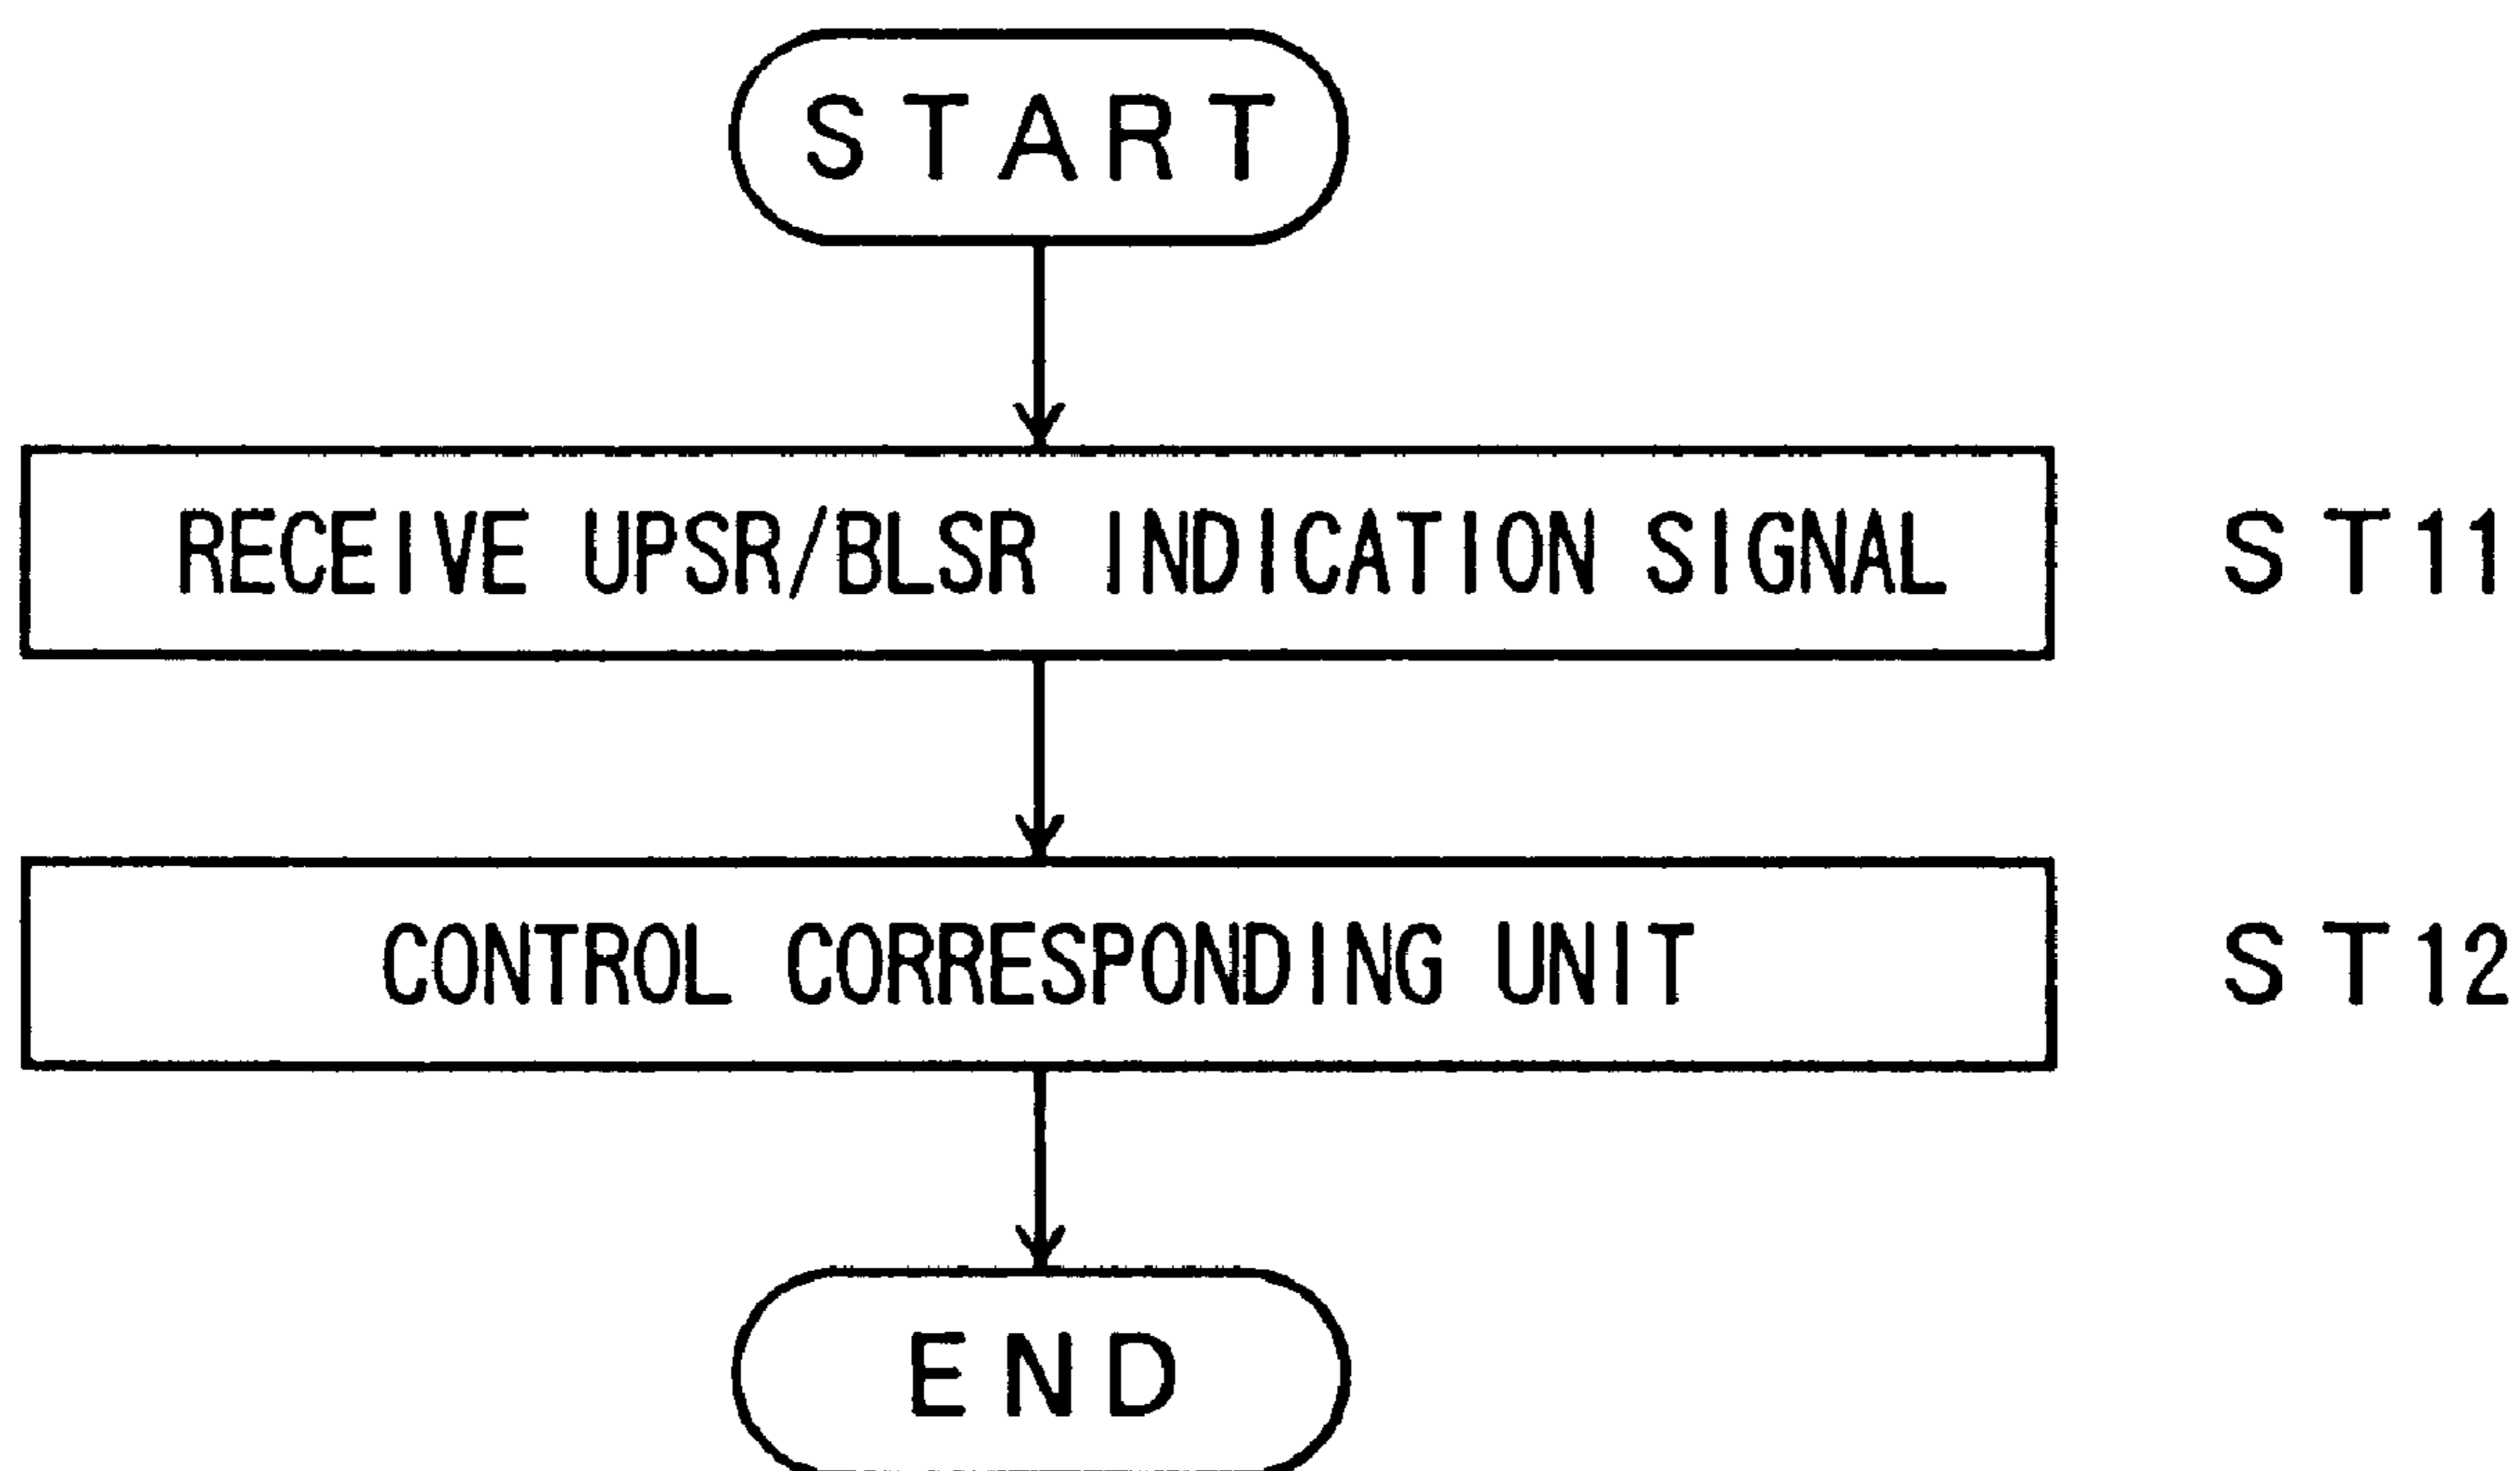 START
RECEIVE UPSR/BLSR INDICATION SIGNAL ST11
CONTROL CORRESPONDING UNIT ST12
END